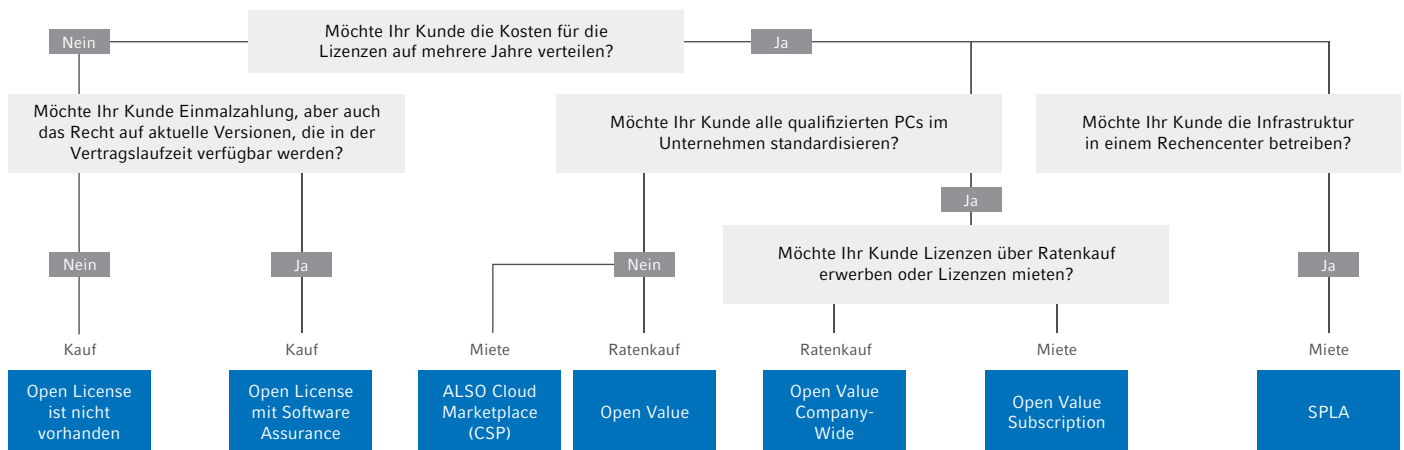 Möchte Ihr Kunde die Kosten für die
Lizenzen auf mehrere Jahre verteilen?
Nein
Ja
Möchte Ihr Kunde Einmalzahlung, aber auch
das Recht auf aktuelle Versionen, die in der
Vertragslaufzeit verfügbar werden?
Möchte Ihr Kunde alle qualifizierten PCs im
Unternehmen standardisieren?
Möchte Ihr Kunde die Infrastruktur
in einem Rechencenter betreiben?
Ja
Möchte Ihr Kunde Lizenzen über Ratenkauf
erwerben oder Lizenzen mieten?
Nein
Ja
Nein
Ja
Kauf
Kauf
Miete
Ratenkauf
Ratenkauf
Miete
Miete
Open License
ist nicht
vorhanden
Open License
mit Software
Assurance
ALSO Cloud
Marketplace
(CSP)
Open Value
Open Value
Company-
Wide
Open Value
Subscription
SPLA